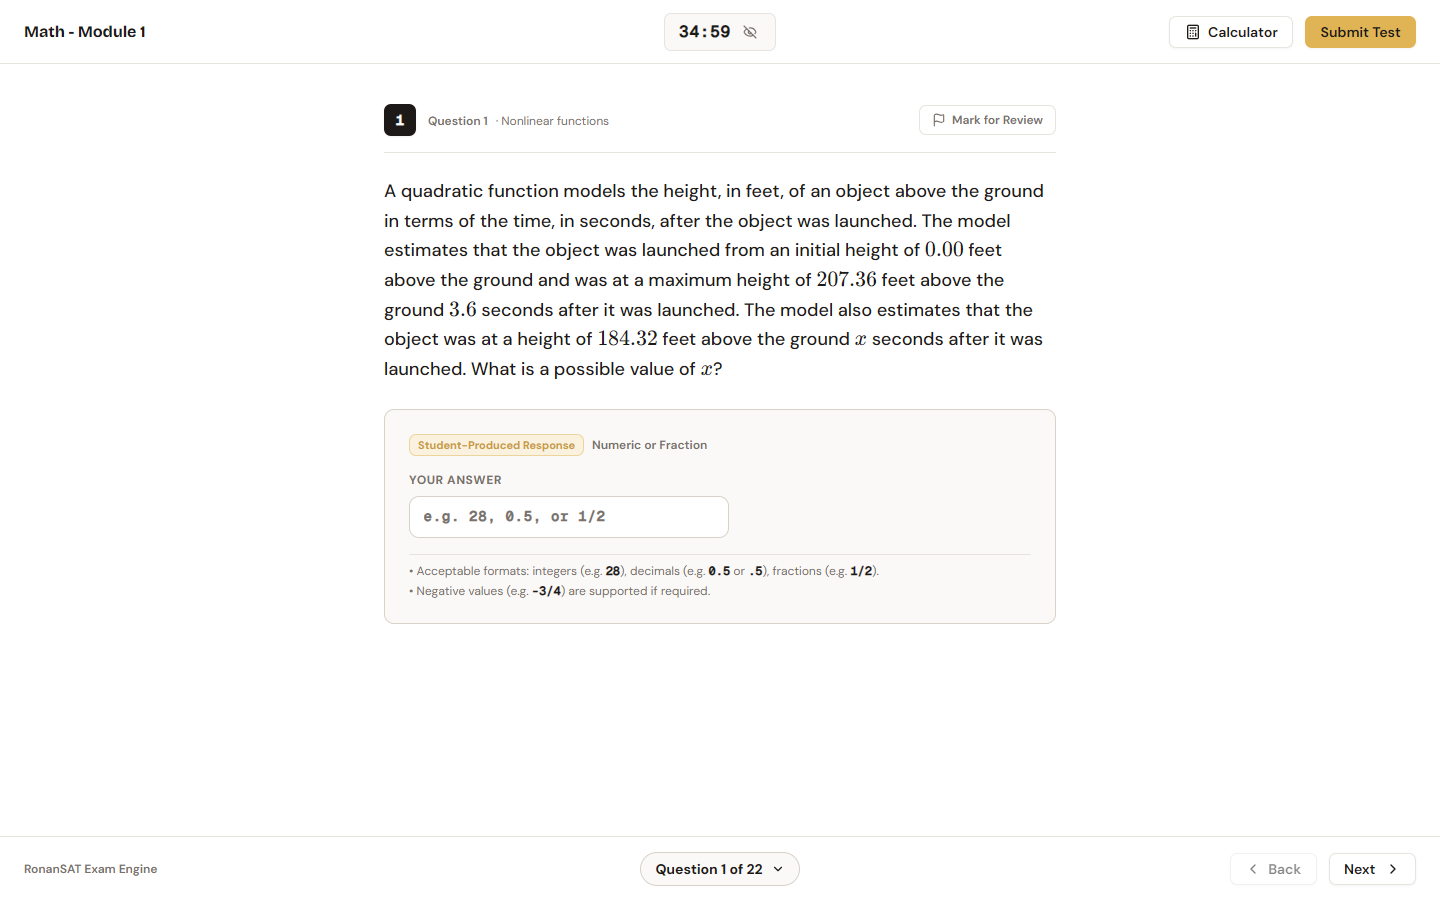 Math - Module 1
34:59
Calculator
Submit Test
1
Question 1 · Nonlinear functions
Mark for Review
A quadratic function models the height, in feet, of an object above the ground
in terms of the time, in seconds, after the object was launched. The model
estimates that the object was launched from an initial height of 0.00 feet
above the ground and was at a maximum height of 207.36 feet above the
ground 3.6 seconds after it was launched. The model also estimates that the
object was at a height of 184.32 feet above the ground x seconds after it was
launched. What is a possible value of x?
Student-Produced Response Numeric or Fraction
YOUR ANSWER
e.g. 28, 0.5, or 1/2
• Acceptable formats: integers (e.g. 28), decimals (e.g. 0.5 or .5), fractions (e.g. 1/2).
• Negative values (e.g. -3/4) are supported if required.
RonanSAT Exam Engine
Question 1 of 22
Back
Next